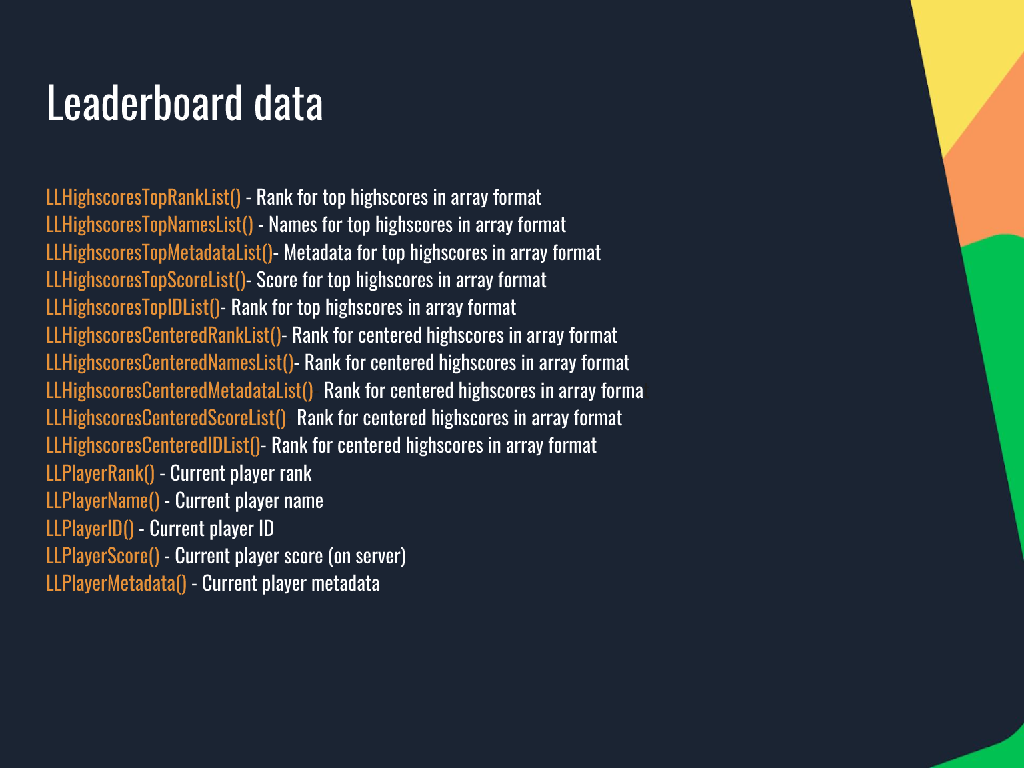 Leaderboard data
LLHighscoresTopRankList() - Rank for top highscores in array format
LLHighscoresTopNamesList() - Names for top highscores in array format
LLHighscoresTopMetadataList()- Metadata for top highscores in array format
LLHighscoresTopScoreList()- Score for top highscores in array format
LLHighscoresTopIDList()- Rank for top highscores in array format
LLHighscoresCenteredRankList()- Rank for centered highscores in array format
LLHighscoresCenteredNamesList()- Rank for centered highscores in array format
LLHighscoresCenteredMetadataList()  Rank for centered highscores in array forma
LLHighscoresCenteredScoreList()  Rank for centered highscores in array format
LLHighscoresCenteredIDList()- Rank for centered highscores in array format
LLPlayerRank() - Current player rank
LLPlayerName() - Current player name
LLPlayerID() - Current player ID
LLPlayerScore() - Current player score (on server)
LLPlayerMetadata() - Current player metadata